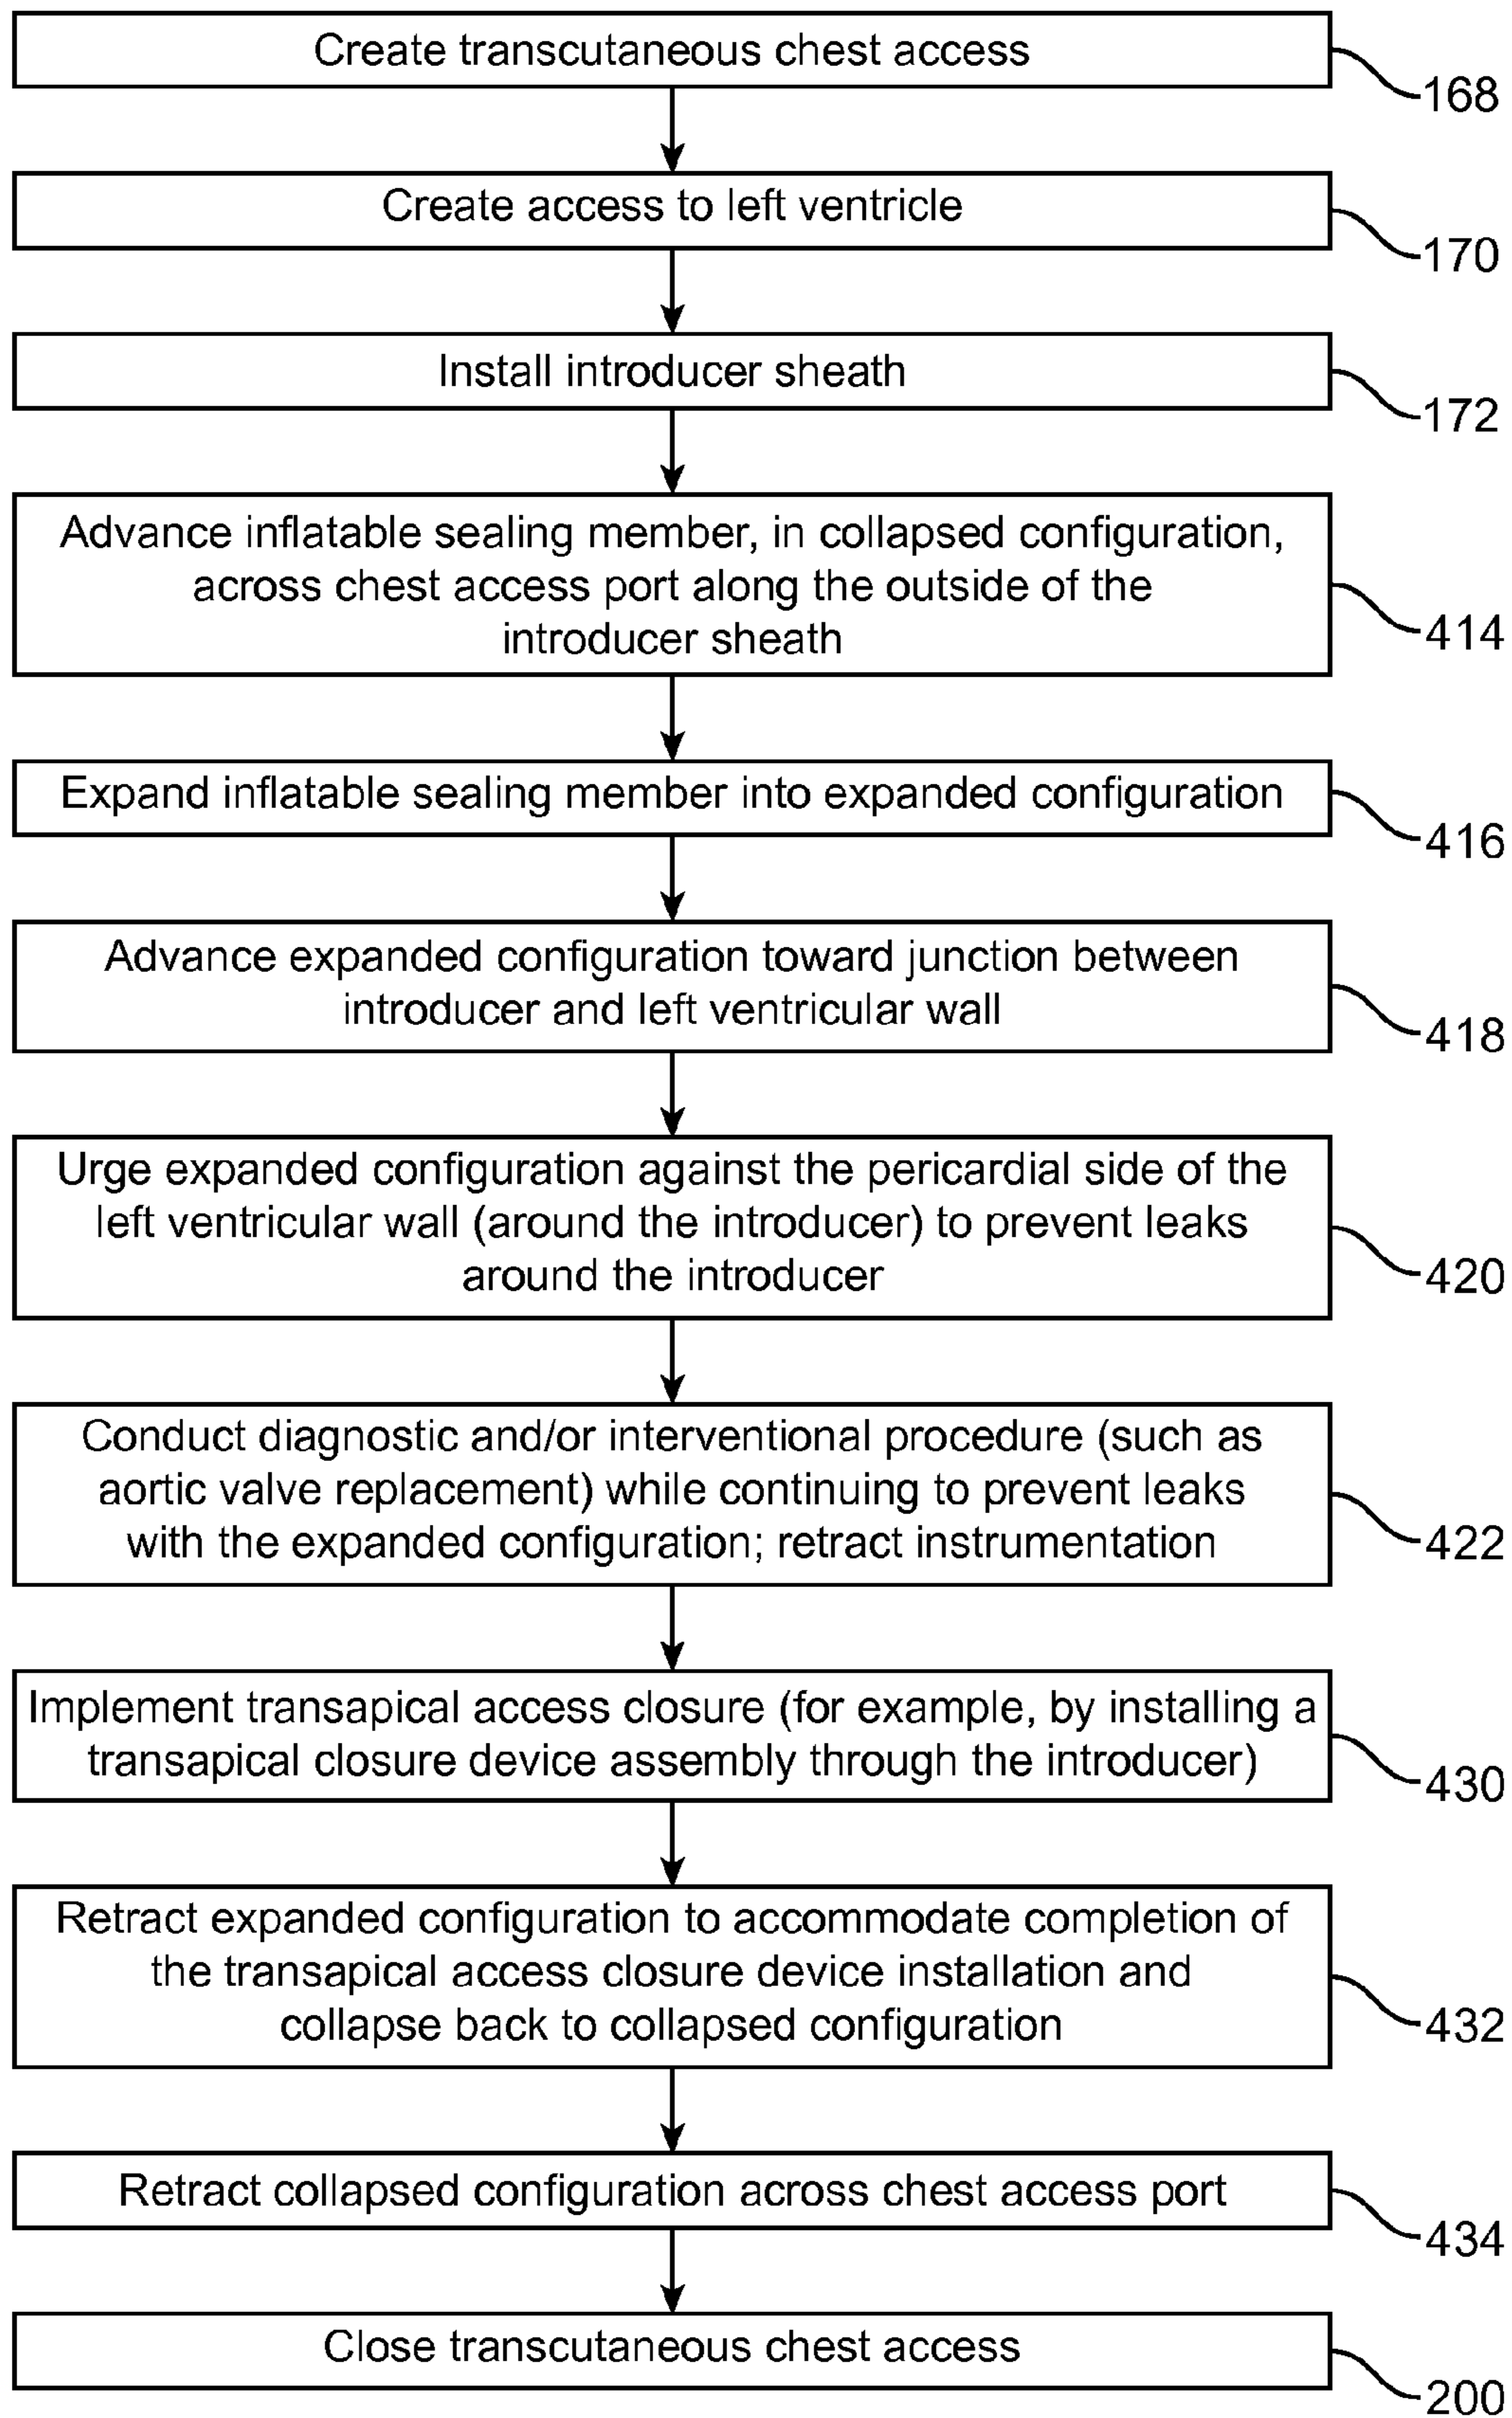 Create transcutaneous chest access
168
Create access to left ventricle
170
Install introducer sheath
172
Advance inflatable sealing member, in collapsed configuration,
across chest access port along the outside of the
introducer sheath
414
Expand inflatable sealing member into expanded configuration
416
Advance expanded configuration toward junction between
introducer and left ventricular wall
418
Urge expanded configuration against the pericardial side of the
left ventricular wall (around the introducer) to prevent leaks
around the introducer
420
Conduct diagnostic and/or interventional procedure (such as
aortic valve replacement) while continuing to prevent leaks
with the expanded configuration; retract instrumentation
422
Implement transapical access closure (for example, by installing a
transapical closure device assembly through the introducer)
430
Retract expanded configuration to accommodate completion of
the transapical access closure device installation and
collapse back to collapsed configuration
432
Retract collapsed configuration across chest access port
434
Close transcutaneous chest access
200